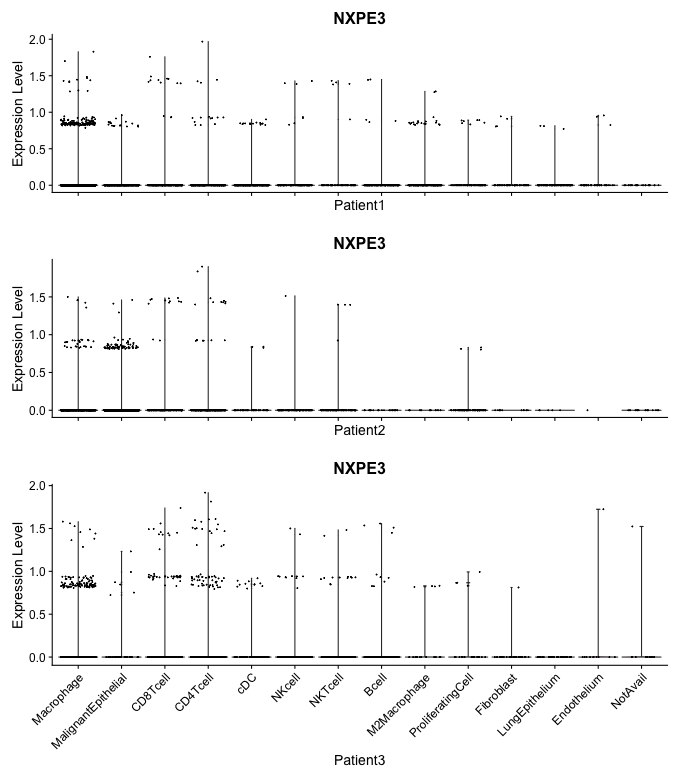 NXPE3
Expression Level
2.0
1.5
1.0
0.5
0.0
Patient1
NXPE3
Expression Level
1.5
1.0
0.5
0.0
Patient2
NXPE3
Expression Level
2.0
1.5
1.0
0.5
0.0
Macrophage
MalignantEpithelial
CD8Tcell
CD4Tcell
cDC
NKcell
NKTcell
Bcell
M2Macrophage
ProliferatingCell
Fibroblast
LungEpithelium
Endothelium
NotAvail
Patient3